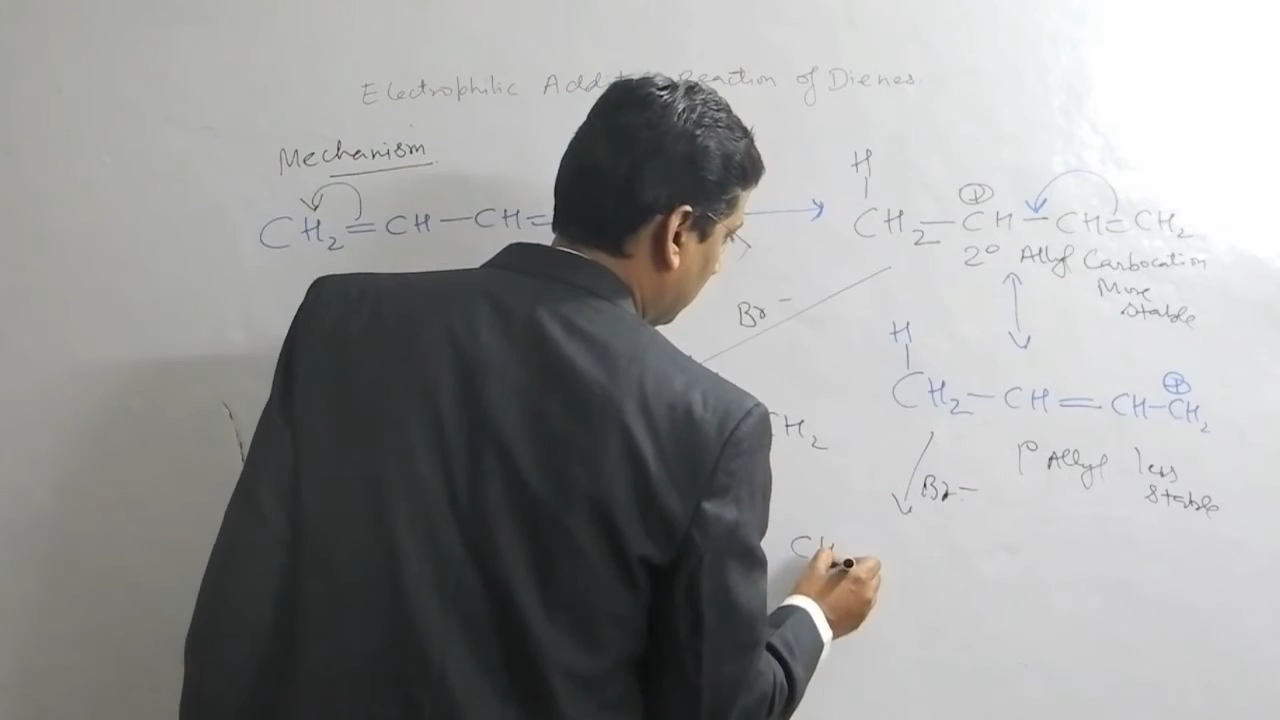 Electrophilic Addit Reaction of Dienes.
Mechanism
CH2=CH—CH=
H
CH2—CH—CH=CH2
⊕
2° Allyl Carbocation
More
Stable
Br-
H
CH2—CH=CH-CH2
⊕
CH2
1° Allyl less
Stable
Br-
CH